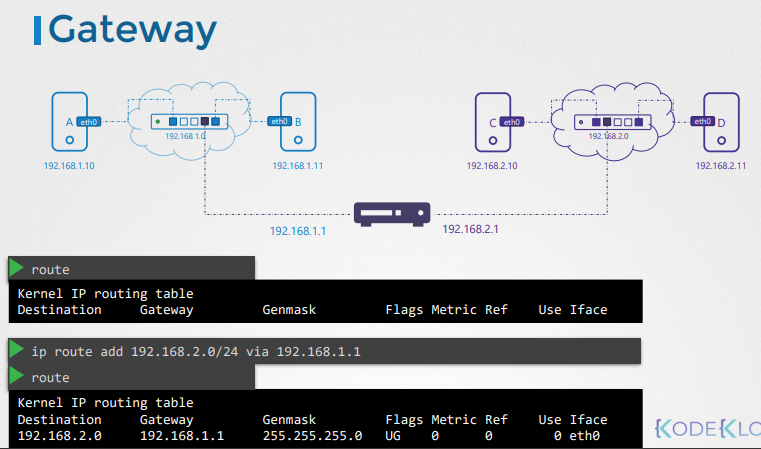 Gateway
A eth0
eth0 B
C eth0
eth0 D
192.168.1.0
192.168.2.0
192.168.1.10
192.168.1.11
192.168.2.10
192.168.2.11
192.168.1.1
192.168.2.1
route
Kernel IP routing table
Destination Gateway Genmask Flags Metric Ref Use Iface
ip route add 192.168.2.0/24 via 192.168.1.1
route
Kernel IP routing table
Destination Gateway Genmask Flags Metric Ref Use Iface
192.168.2.0 192.168.1.1 255.255.255.0 UG 0 0 0 eth0
KODEKLO